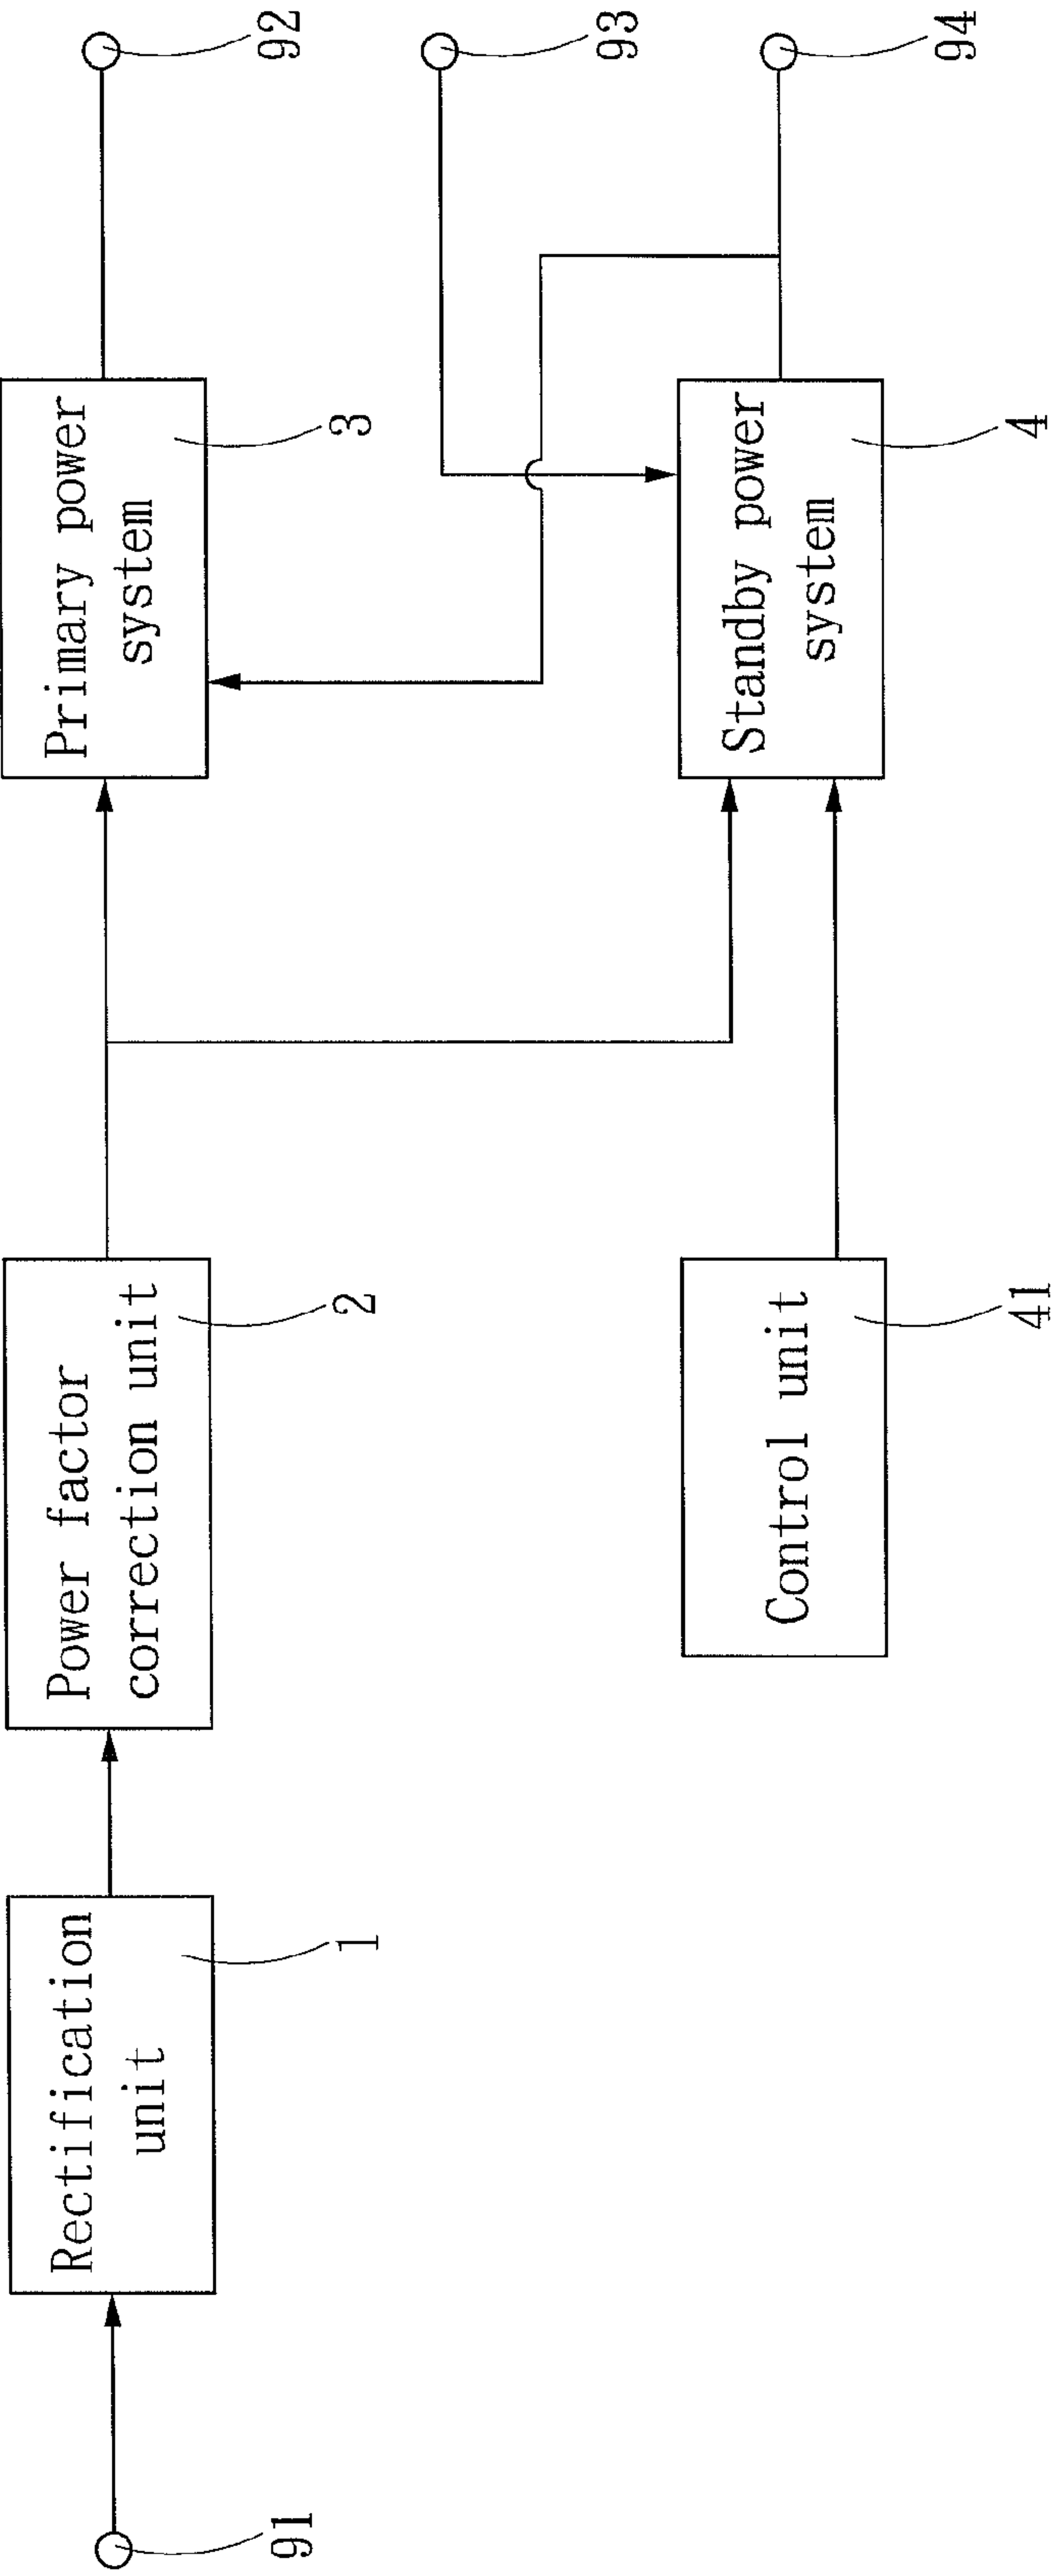 91
Rectification
unit
1
Power factor
correction unit
2
Primary power
system
3
92
93
Control unit
41
Standby power
system
4
94